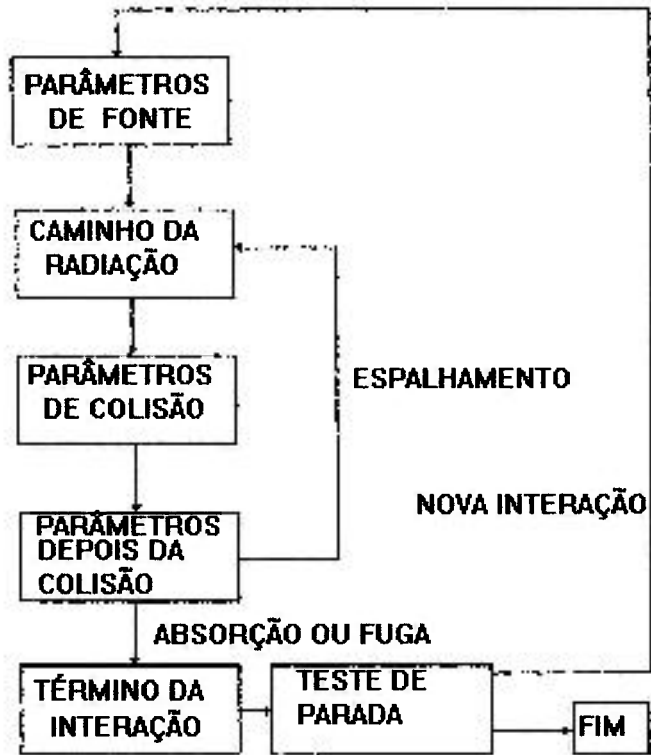 PARÂMETROS
DE FONTE
CAMINHO DA
RADIAÇÃO
PARÂMETROS
DE COLISÃO
ESPALHAMENTO
NOVA INTERAÇÃO
PARÂMETROS
DEPOIS DA
COLISÃO
ABSORÇÃO OU FUGA
TÉRMINO DA
INTERAÇÃO
TESTE DE
PARADA
FIM